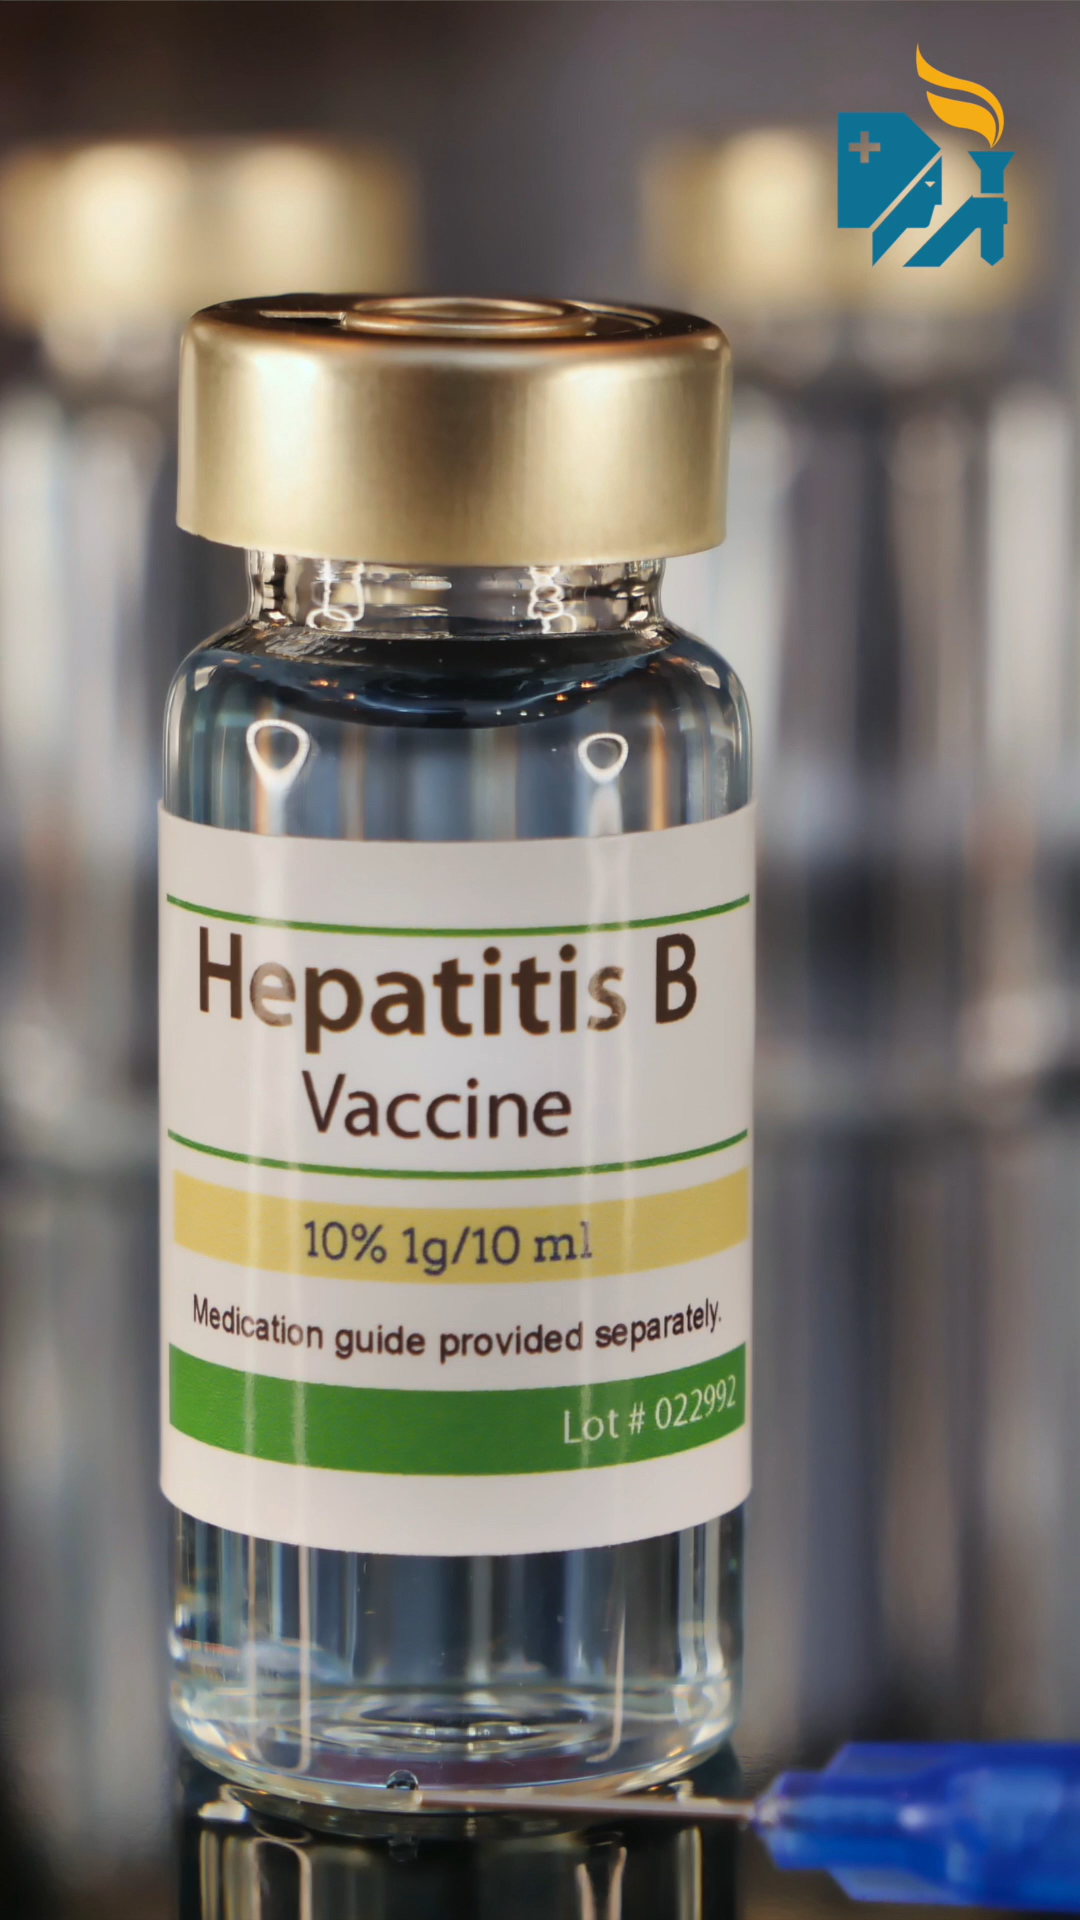 Hepatitis B
Vaccine
10% 1g/10 ml
Medication guide provided separately.
Lot # 022992